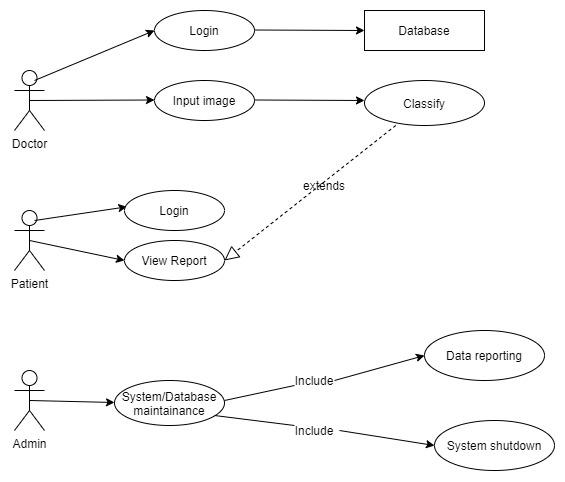 Login
Database
Input image
Classify
Doctor
extends
Login
Patient
View Report
Data reporting
Include
System/Database
maintainance
Include
System shutdown
Admin